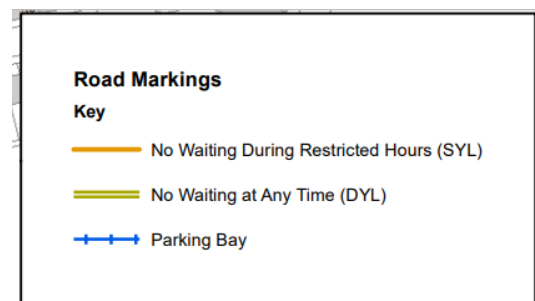 Road Markings
Key
No Waiting During Restricted Hours (SYL)
No Waiting at Any Time (DYL)
Parking Bay